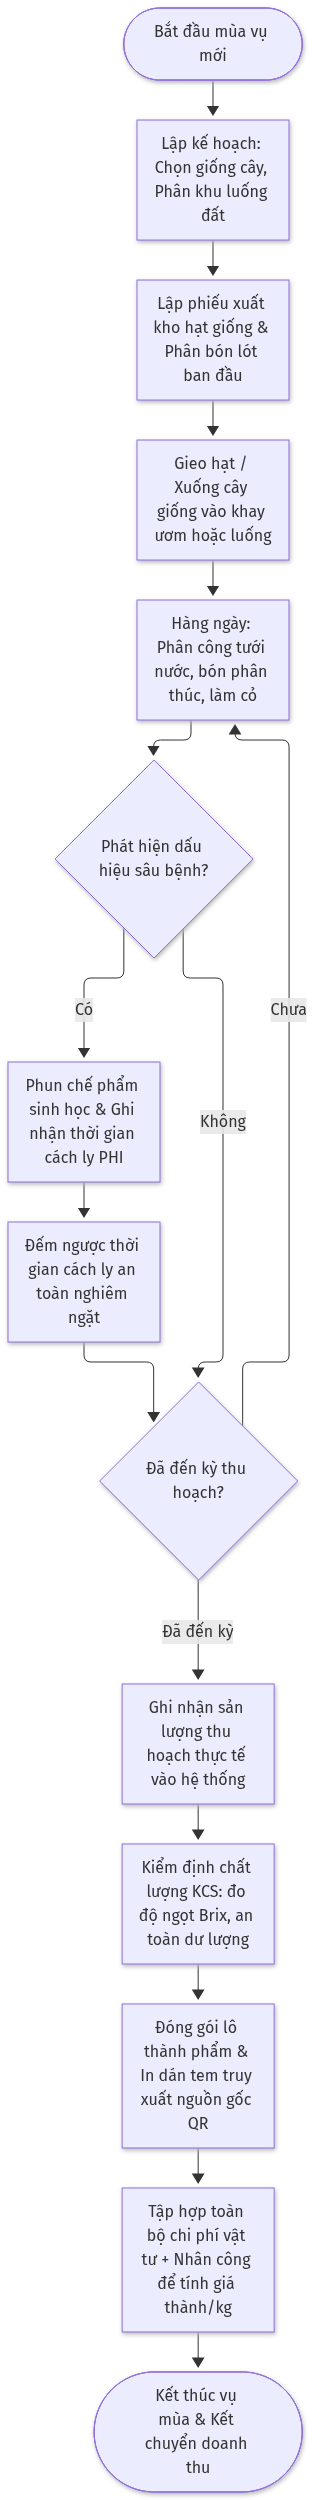 Bắt đầu mùa vụ
mới
Lập kế hoạch:
Chọn giống cây,
Phân khu luống
đất
Lập phiếu xuất
kho hạt giống &
Phân bón lót
ban đầu
Gieo hạt /
Xuống cây
giống vào khay
ươm hoặc luống
Hàng ngày:
Phân công tưới
nước, bón phân
thúc, làm cỏ
Phát hiện dấu
hiệu sâu bệnh?
Có
Chưa
Không
Phun chế phẩm
sinh học & Ghi
nhận thời gian
cách ly PHI
Đếm ngược thời
gian cách ly an
toàn nghiêm
ngặt
Đã đến kỳ thu
hoạch?
Đã đến kỳ
Ghi nhận sản
lượng thu
hoạch thực tế
vào hệ thống
Kiểm định chất
lượng KCS: đo
độ ngọt Brix, an
toàn dư lượng
Đóng gói lô
thành phẩm &
In dán tem truy
xuất nguồn gốc
QR
Tập hợp toàn
bộ chi phí vật
tư + Nhân công
để tính giá
thành/kg
Kết thúc vụ
mùa & Kết
chuyển doanh
thu